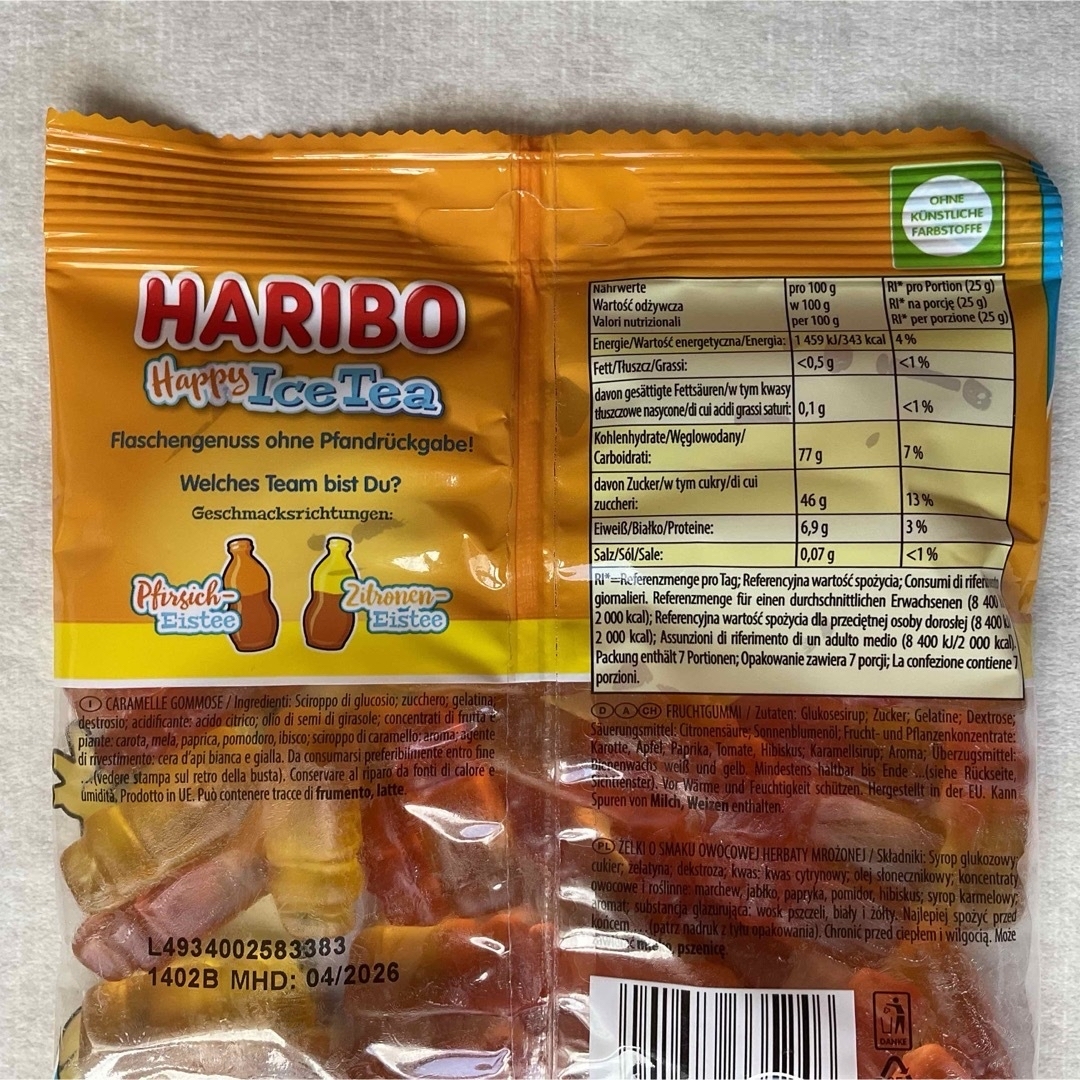 OHNE
KÜNSTLICHE
FARBSTOFFE
HARIBO
Happy Ice Tea
Flaschengenuss ohne Pfandrückgabe!
Welches Team bist Du?
Geschmacksrichtungen:
Pfirsich-
Eistee
Zitronen-
Eistee
Nährwerte pro 100 g RI* pro Portion (25 g)
Wartość odżywcza w 100 g RI* na porcję (25 g)
Valori nutrizionali per 100 g RI* per porzione (25 g)
Energie/Wartość energetyczna/Energia: 1 459 kJ/343 kcal 4 %
Fett/Tłuszcz/Grassi: <0,5 g <1 %
davon gesättigte Fettsäuren/w tym kwasy
tłuszczowe nasycone/di cui acidi grassi saturi: 0,1 g <1 %
Kohlenhydrate/Węglowodany/
Carboidrati: 77 g 7 %
davon Zucker/w tym cukry/di cui
zuccheri: 46 g 13 %
Eiweiß/Białko/Proteine: 6,9 g 3 %
Salz/Sól/Sale: 0,07 g <1 %
RI*=Referenzmenge pro Tag; Referencyjna wartość spożycia; Consumi di riferimento
giornalieri. Referenzmenge für einen durchschnittlichen Erwachsenen (8 400 kJ/
2 000 kcal); Referencyjna wartość spożycia dla przeciętnej osoby dorosłej (8 400 kJ/
2 000 kcal); Assunzioni di riferimento di un adulto medio (8 400 kJ/2 000 kcal).
Packung enthält 7 Portionen; Opakowanie zawiera 7 porcji; La confezione contiene 7
porzioni.
I CARAMELLE GOMMOSE / Ingredienti: Sciroppo di glucosio; zucchero; gelatina;
destrosio; acidificante: acido citrico; olio di semi di girasole; concentrati di frutta e
piante: carota, mela, paprica, pomodoro, ibisco; sciroppo di caramello; aroma; agente
di rivestimento: cera d'api bianca e gialla. Da consumarsi preferibilmente entro fine
...(vedere stampa sul retro della busta). Conservare al riparo da fonti di calore e
umidità. Prodotto in UE. Può contenere tracce di frumento, latte.
D A CH FRUCHTGUMMI / Zutaten: Glukosesirup; Zucker; Gelatine; Dextrose;
Säuerungsmittel: Citronensäure; Sonnenblumenöl; Frucht- und Pflanzenkonzentrate:
Karotte, Apfel, Paprika, Tomate, Hibiskus; Karamellsirup; Aroma; Überzugsmittel:
Bienenwachs weiß und gelb. Mindestens haltbar bis Ende ...(siehe Rückseite,
Sichtfenster). Vor Wärme und Feuchtigkeit schützen. Hergestellt in der EU. Kann
Spuren von Milch, Weizen enthalten.
PL ŻELKI O SMAKU OWOCOWEJ HERBATY MROŻONEJ / Składniki: Syrop glukozowy;
cukier; żelatyna; dekstroza; kwas: kwas cytrynowy; olej słonecznikowy; koncentraty
owocowe i roślinne: marchew, jabłko, papryka, pomidor, hibiskus; syrop karmelowy;
aromat; substancja glazurująca: wosk pszczeli, biały i żółty. Najlepiej spożyć przed
końcem....(patrz nadruk z tyłu opakowania). Chronić przed ciepłem i wilgocią. Może
pszenicę.
L4934002583383
1402B MHD: 04/2026
DANKE